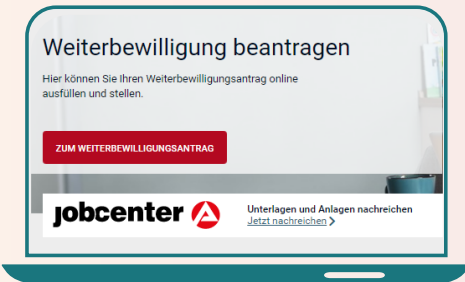 Weiterbewilligung beantragen
Hier können Sie Ihren Weiterbewilligungsantrag online
ausfüllen und stellen.
ZUM WEITERBEWILLIGUNGSANTRAG
jobcenter
Unterlagen und Anlagen nachreichen
Jetzt nachreichen